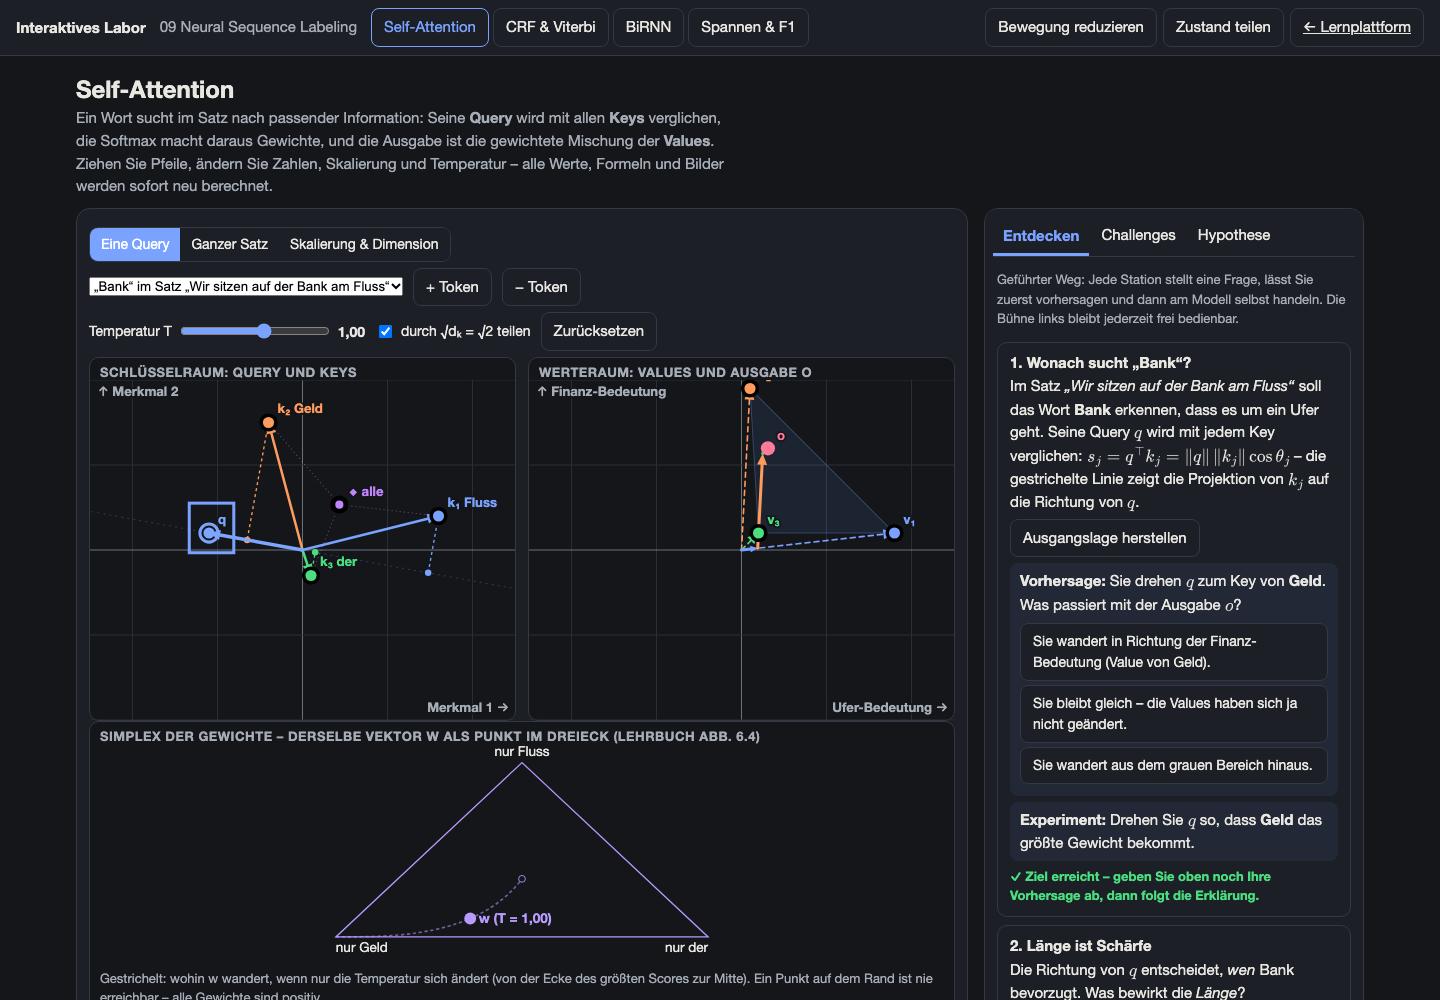 Interaktives Labor 09 Neural Sequence Labeling Self-Attention CRF & Viterbi BiRNN Spannen & F1 Bewegung reduzieren Zustand teilen ← Lernplattform
Self-Attention
Ein Wort sucht im Satz nach passender Information: Seine Query wird mit allen Keys verglichen,
die Softmax macht daraus Gewichte, und die Ausgabe ist die gewichtete Mischung der Values.
Ziehen Sie Pfeile, ändern Sie Zahlen, Skalierung und Temperatur – alle Werte, Formeln und Bilder
werden sofort neu berechnet.
Eine Query Ganzer Satz Skalierung & Dimension
„Bank“ im Satz „Wir sitzen auf der Bank am Fluss“ + Token − Token
Temperatur T 1,00 durch √dₖ = √2 teilen Zurücksetzen
SCHLÜSSELRAUM: QUERY UND KEYS
↑ Merkmal 2
k₂ Geld
◆ alle
k₁ Fluss
q
k₃ der
Merkmal 1 →
WERTERAUM: VALUES UND AUSGABE O
↑ Finanz-Bedeutung
o
v₃
v₁
Ufer-Bedeutung →
SIMPLEX DER GEWICHTE – DERSELBE VEKTOR W ALS PUNKT IM DREIECK (LEHRBUCH ABB. 6.4)
nur Fluss
w (T = 1,00)
nur Geld nur der
Gestrichelt: wohin w wandert, wenn nur die Temperatur sich ändert (von der Ecke des größten Scores zur Mitte). Ein Punkt auf dem Rand ist nie
erreichbar – alle Gewichte sind positiv.
Entdecken Challenges Hypothese
Geführter Weg: Jede Station stellt eine Frage, lässt Sie
zuerst vorhersagen und dann am Modell selbst handeln. Die
Bühne links bleibt jederzeit frei bedienbar.
1. Wonach sucht „Bank“?
Im Satz „Wir sitzen auf der Bank am Fluss“ soll
das Wort Bank erkennen, dass es um ein Ufer
geht. Seine Query q wird mit jedem Key
verglichen: sⱼ = q⊤kⱼ = ‖q‖ ‖kⱼ‖ cos θⱼ – die
gestrichelte Linie zeigt die Projektion von kⱼ auf
die Richtung von q.
Ausgangslage herstellen
Vorhersage: Sie drehen q zum Key von Geld.
Was passiert mit der Ausgabe o?
Sie wandert in Richtung der Finanz-
Bedeutung (Value von Geld).
Sie bleibt gleich – die Values haben sich ja
nicht geändert.
Sie wandert aus dem grauen Bereich hinaus.
Experiment: Drehen Sie q so, dass Geld das
größte Gewicht bekommt.
✓ Ziel erreicht – geben Sie oben noch Ihre
Vorhersage ab, dann folgt die Erklärung.
2. Länge ist Schärfe
Die Richtung von q entscheidet, wen Bank
bevorzugt. Was bewirkt die Länge?